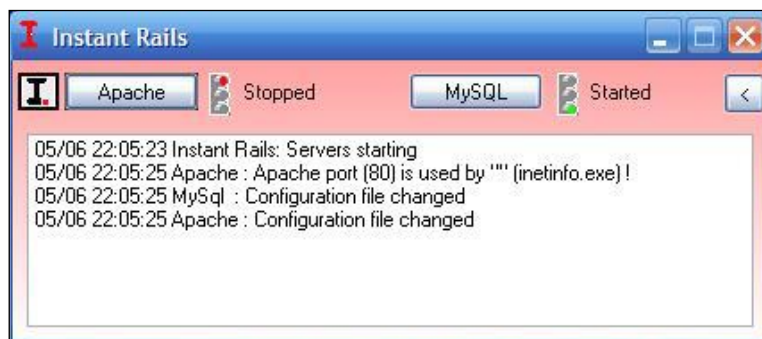 Instant Rails
I. Apache Stopped MySQL Started <
05/06 22:05:23 Instant Rails: Servers starting
05/06 22:05:25 Apache : Apache port (80) is used by '"' (inetinfo.exe) !
05/06 22:05:25 MySql : Configuration file changed
05/06 22:05:25 Apache : Configuration file changed